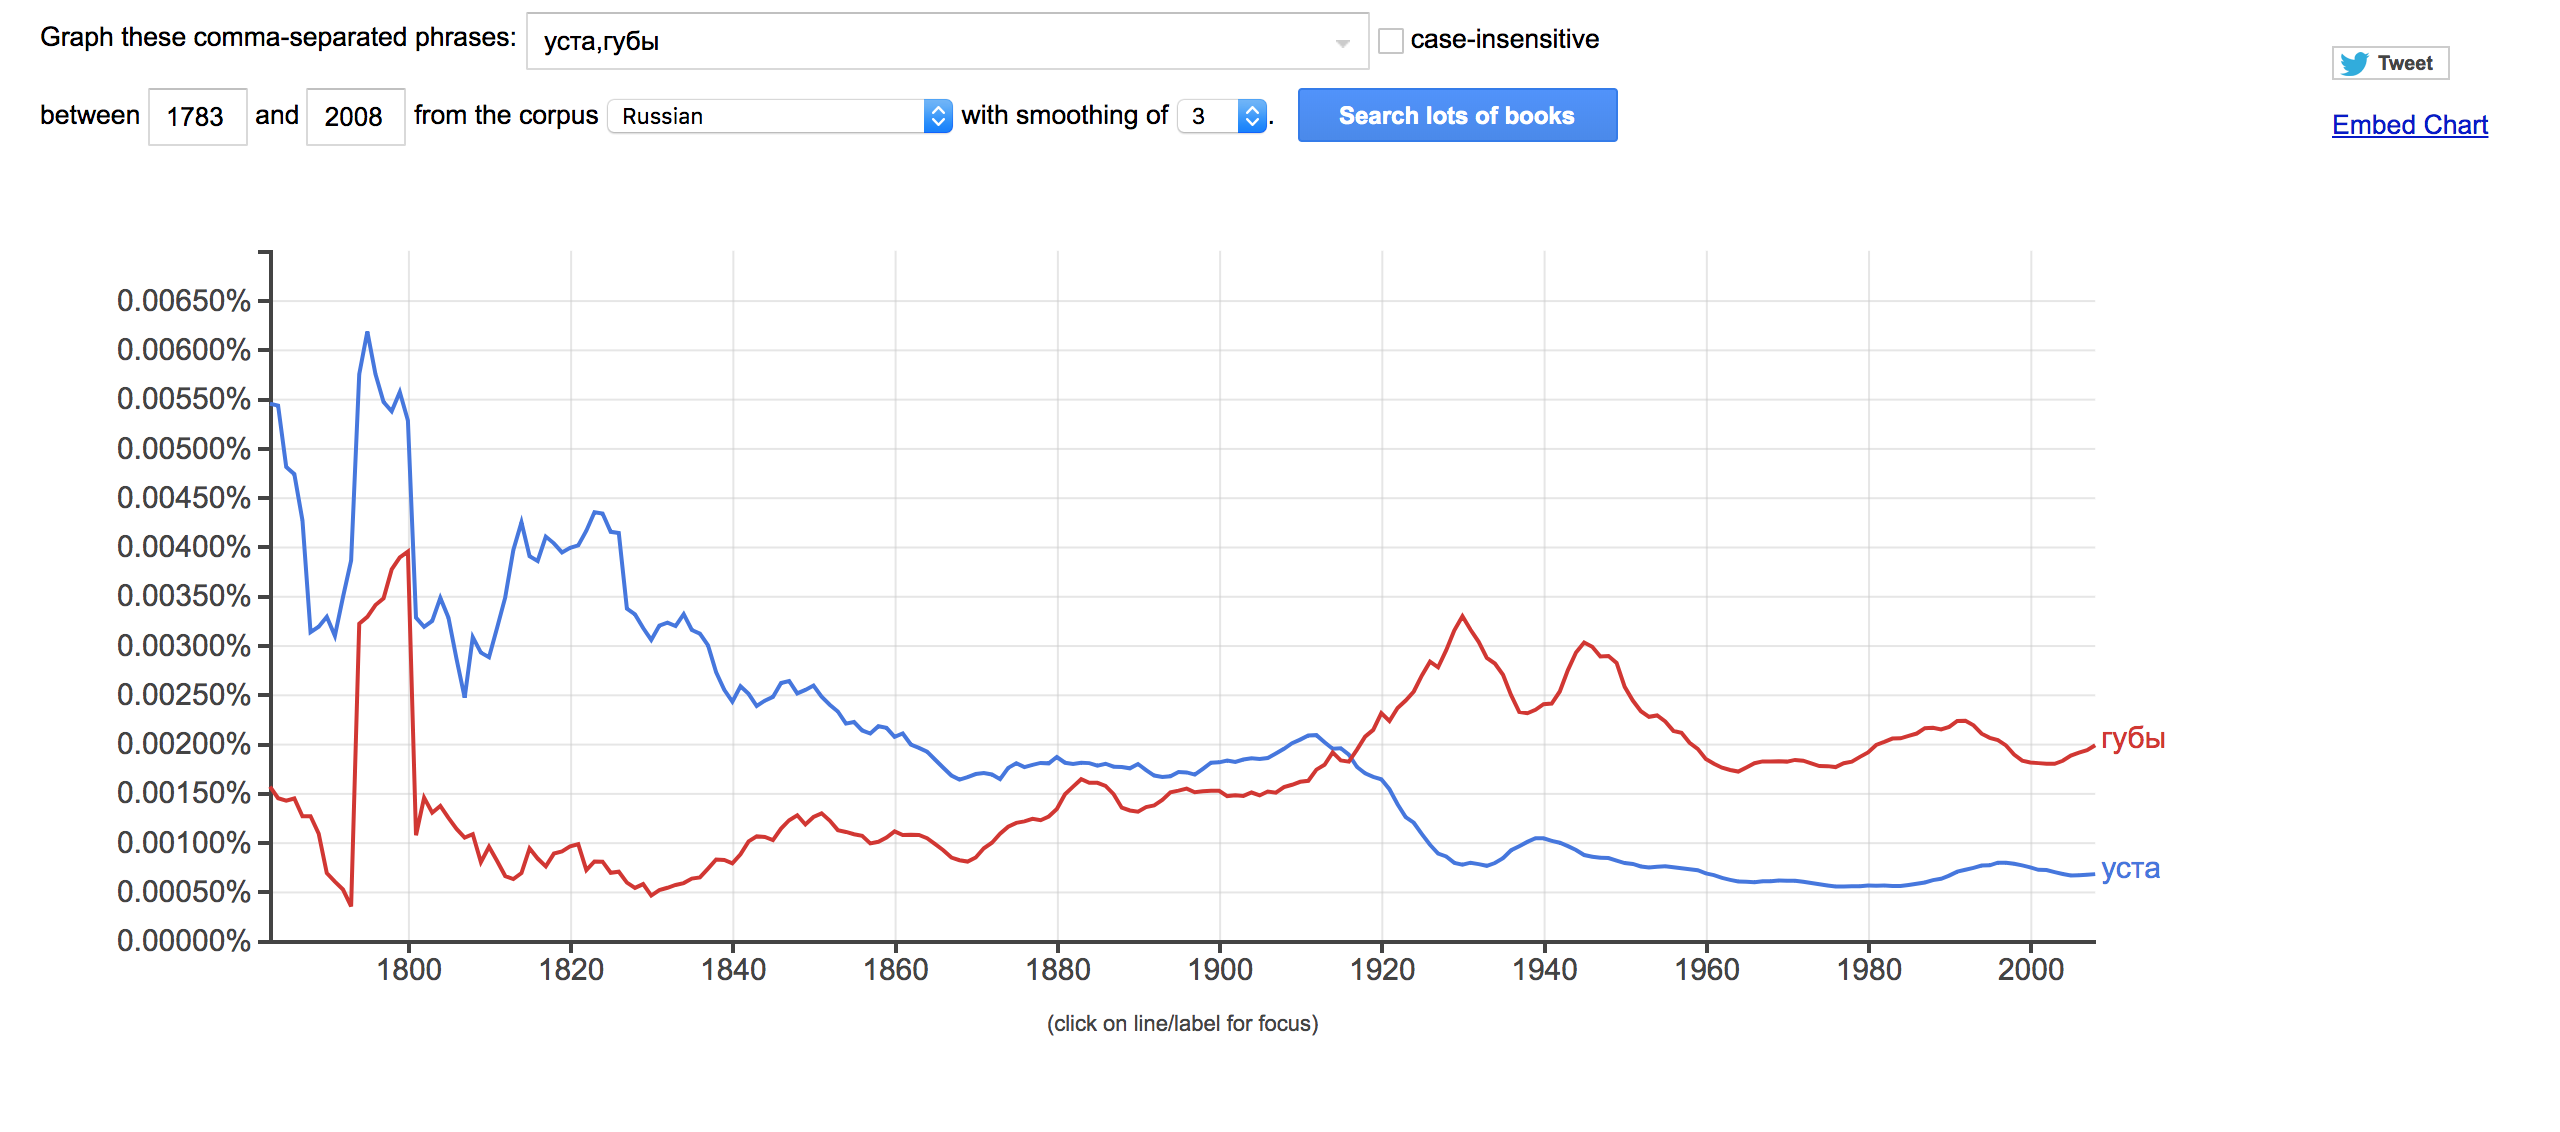 Graph these comma-separated phrases: уста,губы case-insensitive
Tweet
between 1783 and 2008 from the corpus Russian with smoothing of 3 . Search lots of books
Embed Chart
0.00650%
0.00600%
0.00550%
0.00500%
0.00450%
0.00400%
0.00350%
0.00300%
0.00250%
0.00200%
0.00150%
0.00100%
0.00050%
0.00000%
губы
уста
1800 1820 1840 1860 1880 1900 1920 1940 1960 1980 2000
(click on line/label for focus)